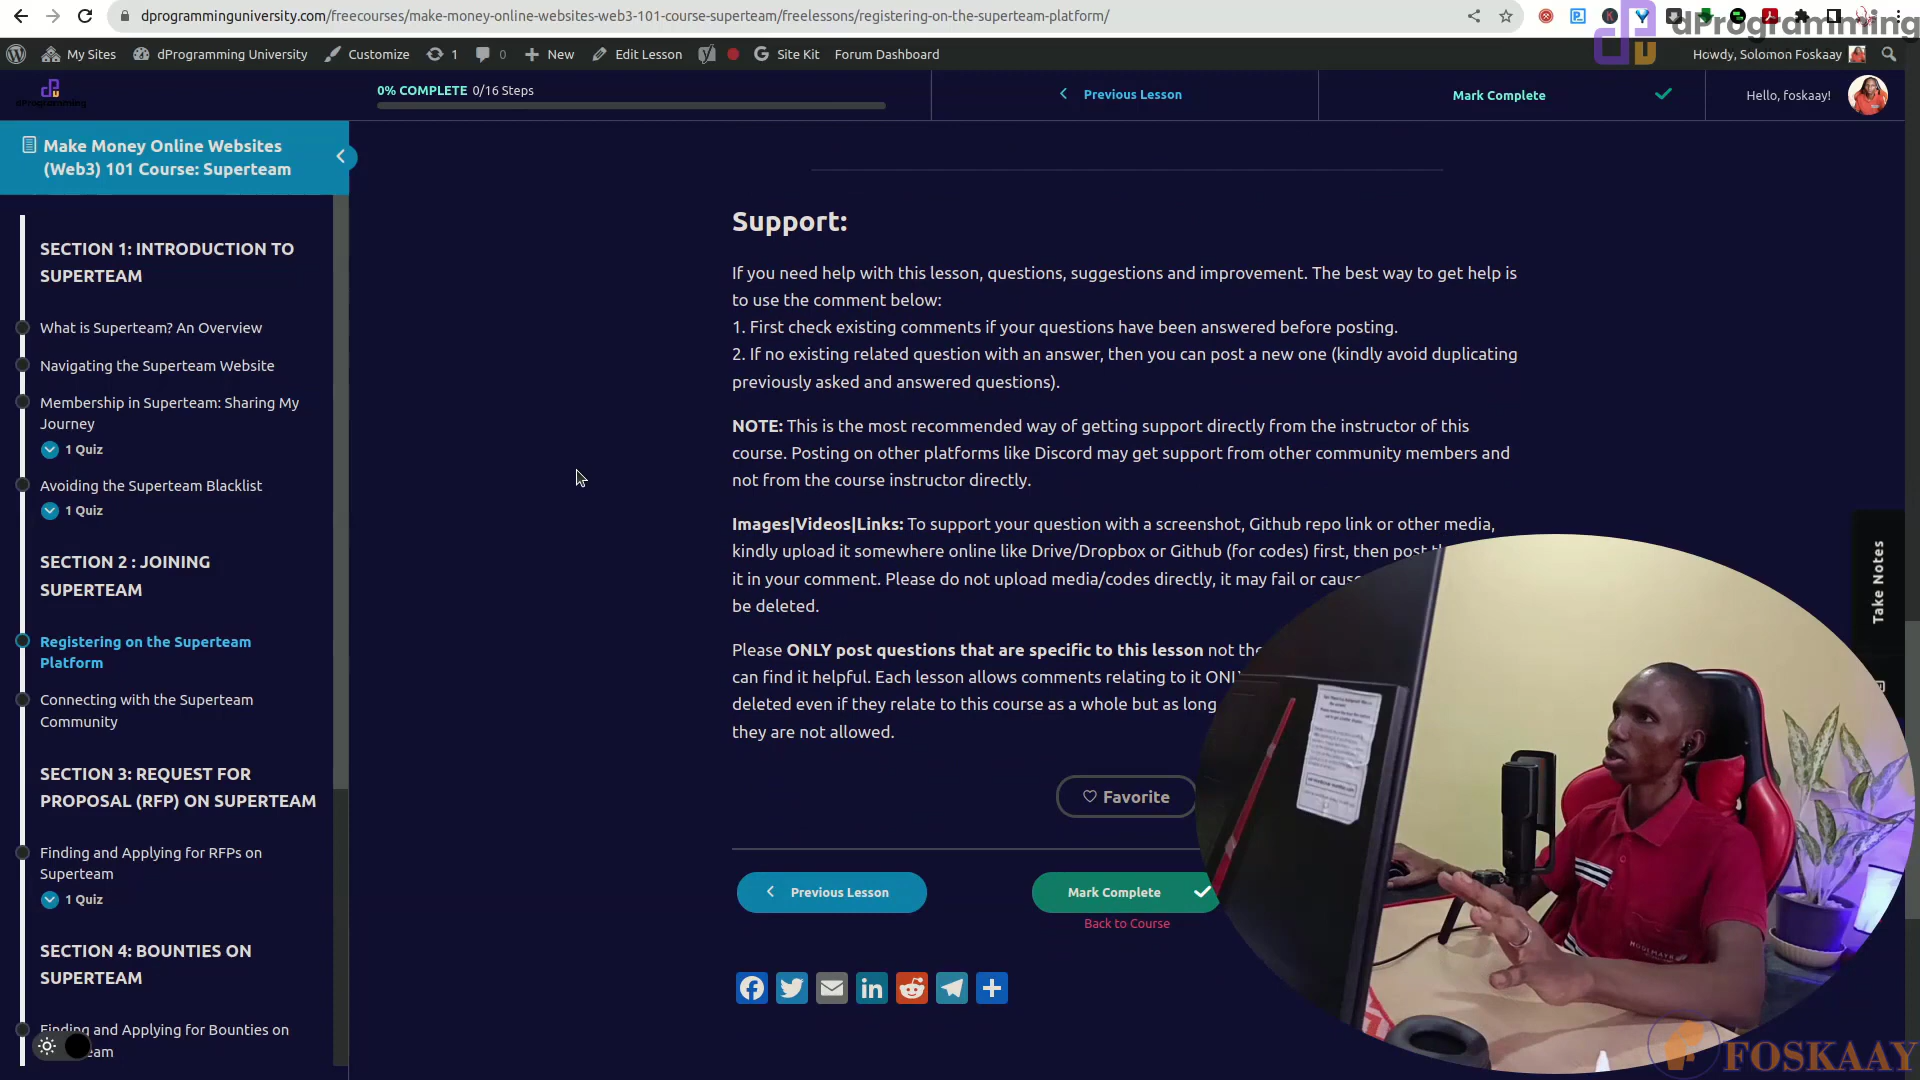 dprogramminguniversity.com/freecourses/make-money-online-websites-web3-101-course-superteam/freelessons/registering-on-the-superteam-platform/
dProgramming
My Sites
dProgramming University
Customize
1
0
New
Edit Lesson
Site Kit
Forum Dashboard
Howdy, Solomon Foskaay
dProgramming
0% COMPLETE 0/16 Steps
Previous Lesson
Mark Complete
Hello, foskaay!
Make Money Online Websites
(Web3) 101 Course: Superteam
SECTION 1: INTRODUCTION TO
SUPERTEAM
What is Superteam? An Overview
Navigating the Superteam Website
Membership in Superteam: Sharing My
Journey
1 Quiz
Avoiding the Superteam Blacklist
1 Quiz
SECTION 2 : JOINING
SUPERTEAM
Registering on the Superteam
Platform
Connecting with the Superteam
Community
SECTION 3: REQUEST FOR
PROPOSAL (RFP) ON SUPERTEAM
Finding and Applying for RFPs on
Superteam
1 Quiz
SECTION 4: BOUNTIES ON
SUPERTEAM
Finding and Applying for Bounties on
eam
Support:
If you need help with this lesson, questions, suggestions and improvement. The best way to get help is
to use the comment below:
1. First check existing comments if your questions have been answered before posting.
2. If no existing related question with an answer, then you can post a new one (kindly avoid duplicating
previously asked and answered questions).
NOTE: This is the most recommended way of getting support directly from the instructor of this
course. Posting on other platforms like Discord may get support from other community members and
not from the course instructor directly.
Images|Videos|Links: To support your question with a screenshot, Github repo link or other media,
kindly upload it somewhere online like Drive/Dropbox or Github (for codes) first, then post
it in your comment. Please do not upload media/codes directly, it may fail or cause
be deleted.
Please ONLY post questions that are specific to this lesson not
can find it helpful. Each lesson allows comments relating to it
deleted even if they relate to this course as a whole but as long
they are not allowed.
Favorite
Previous Lesson
Mark Complete
Back to Course
Take Notes
FOSKAAY